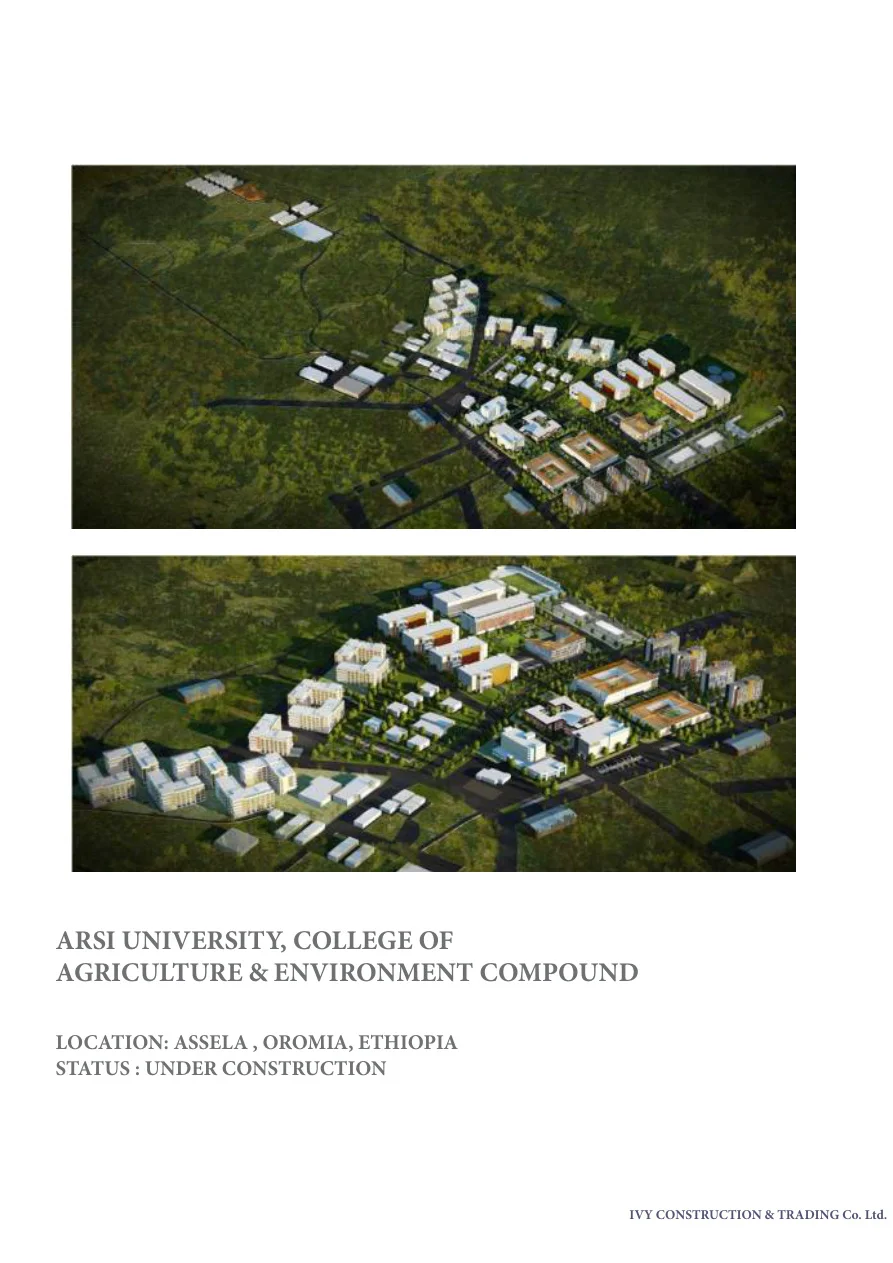 ARSI UNIVERSITY, COLLEGE OF
AGRICULTURE & ENVIRONMENT COMPOUND
LOCATION: ASSELA , OROMIA, ETHIOPIA
STATUS : UNDER CONSTRUCTION
IVY CONSTRUCTION & TRADING Co. Ltd.